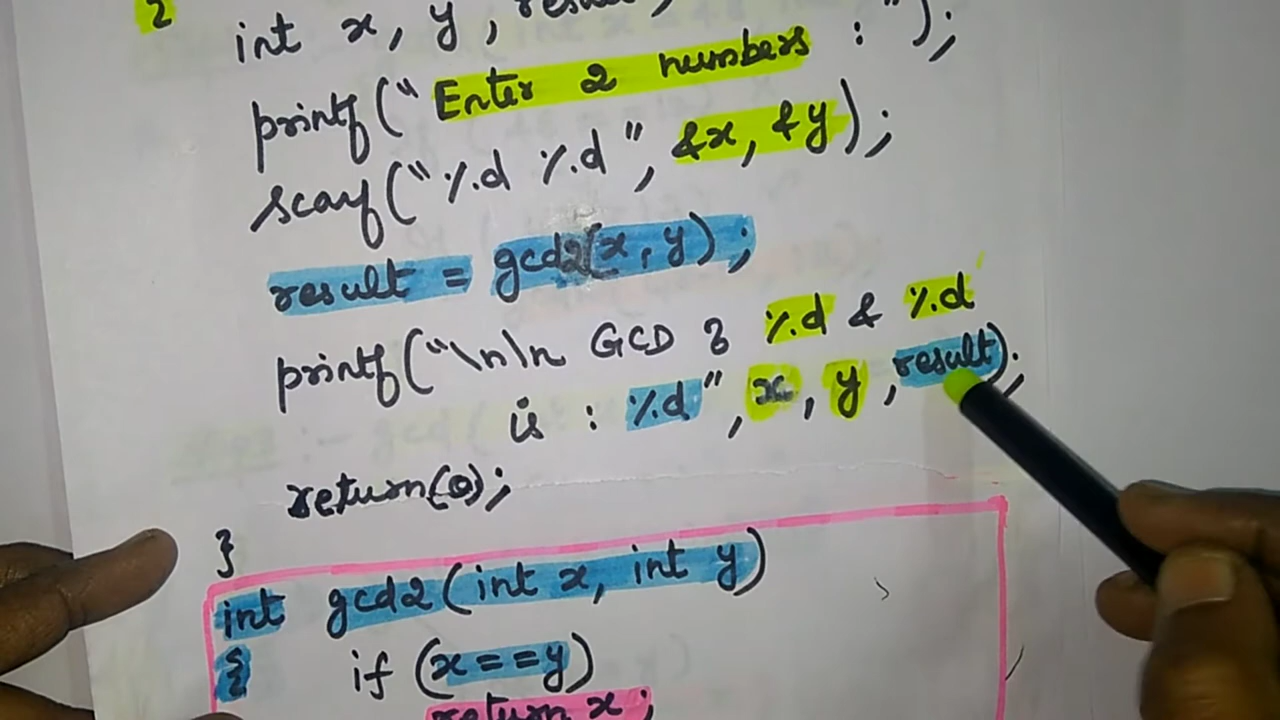 2
int x, y, result,
printf("Enter 2 numbers : ");
scanf("%d %d", &x, &y);
result = gcd2(x, y);
printf("\n\n GCD of %d & %d
is : %d", x, y, result);
return(0);
}
int gcd2(int x, int y)
{ if (x==y)
return x;